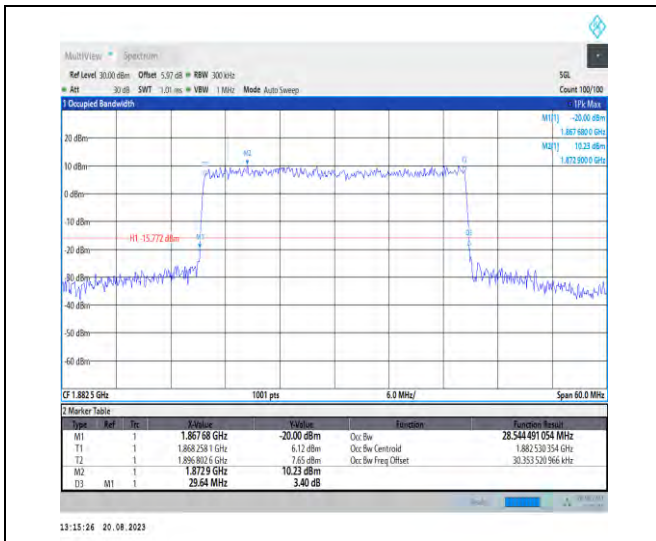 MultiView Spectrum
Ref Level 30.00 dBm Offset 5.97 dB RBW 300 kHz SGL
Att 30 dB SWT 1.01 ms VBW 1 MHz Mode Auto Sweep Count 100/100
1 Occupied Bandwidth 1Pk Max
M1[1] -20.00 dBm
1.867 680 0 GHz
M2[1] 10.23 dBm
1.872 900 0 GHz
20 dBm
M2
10 dBm
T2
0 dBm
-10 dBm
H1 -15.772 dBm M1 D3
-20 dBm
-30 dBm
-40 dBm
-50 dBm
-60 dBm
CF 1.882 5 GHz 1001 pts 6.0 MHz/ Span 60.0 MHz
2 Marker Table
Type Ref Trc X-Value Y-Value Function Function Result
M1 1 1.867 68 GHz -20.00 dBm Occ Bw 28.544 491 054 MHz
T1 1 1.868 258 1 GHz 6.12 dBm Occ Bw Centroid 1.882 530 354 GHz
T2 1 1.896 802 6 GHz 7.65 dBm Occ Bw Freq Offset 30.353 520 966 kHz
M2 1 1.872 9 GHz 10.23 dBm
D3 M1 1 29.64 MHz 3.40 dB
13:15:26 20.08.2023